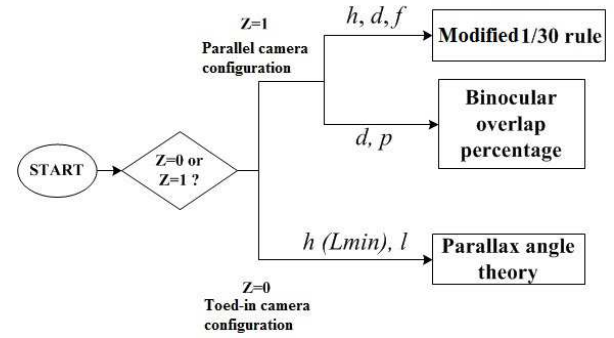 Z=1
Parallel camera
configuration
h, d, f
Modified 1/30 rule
d, p
Binocular
overlap
percentage
START
Z=0 or
Z=1 ?
h (Lmin), l
Parallax angle
theory
Z=0
Toed-in camera
configuration